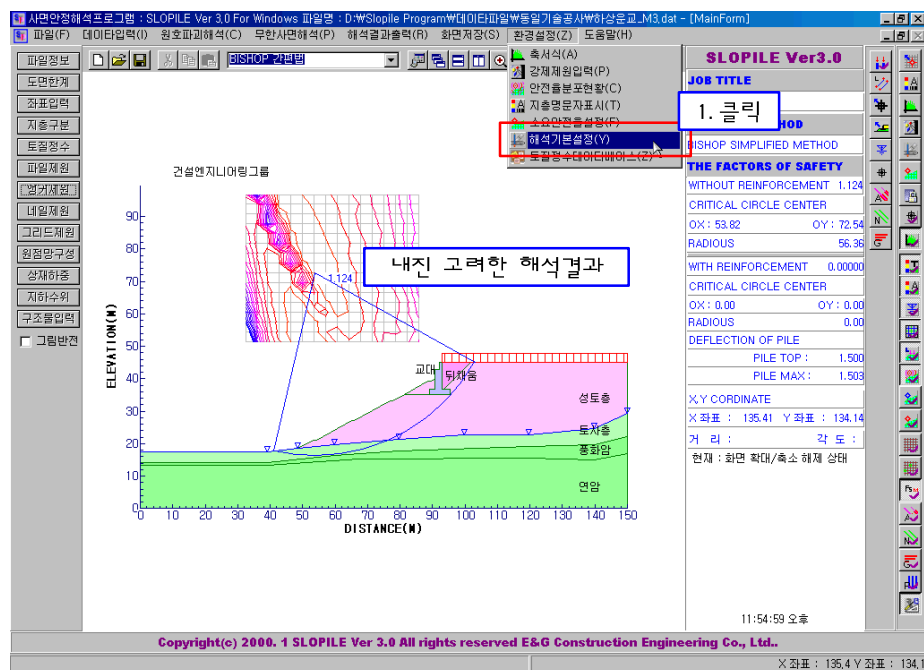 사면안정해석프로그램 : SLOPILE Ver 3,0 For Windows 파일명 : D:₩Slopile Program₩데이타파일₩동일기술공사₩하상운교_M3.dat - [MainForm]
파일(F) 데이타입력(I) 원호파괴해석(C) 무한사면해석(P) 해석결과출력(R) 화면저장(S) 환경설정(Z) 도움말(H)
파일정보
도면한계
좌표입력
지층구분
토질정수
파일제원
앵커제원
네일제원
그리드제원
원점망구성
상재하중
지하수위
구조물입력
그림반전
BISHOP 간편법
축서식(A)
강제제원입력(P)
안전율분포현황(C)
지층명문자표시(T)
소요안전율설정(F)
해석기본설정(Y)
토질정수데이타베이스(Z)
1. 클릭
건설엔지니어링그룹
내진 고려한 해석결과
1.124
교대
뒤채움
성토층
토사층
풍화암
연암
ELEVATION(M)
90
80
70
60
50
40
30
20
10
0 10 20 30 40 50 60 70 80 90 100 110 120 130 140 150
DISTANCE(M)
SLOPILE Ver3.0
JOB TITLE
HOD
BISHOP SIMPLIFIED METHOD
THE FACTORS OF SAFETY
WITHOUT REINFORCEMENT 1.124
CRITICAL CIRCLE CENTER
OX : 53.82 OY : 72.54
RADIOUS 56.36
WITH REINFORCEMENT 0.00000
CRITICAL CIRCLE CENTER
OX : 0.00 OY : 0.00
RADIOUS 0.00
DEFLECTION OF PILE
PILE TOP : 1.500
PILE MAX : 1.503
X,Y CORDINATE
X 좌표 : 135.41 Y 좌표 : 134.14
거 리 : 각 도 :
현재 : 화면 확대/축소 해제 상태
11:54:59 오후
Copyright(c) 2000. 1 SLOPILE Ver 3.0 All rights reserved E&G Construction Engineering Co., Ltd..
X 좌표 : 135,4 Y 좌표 : 134,1